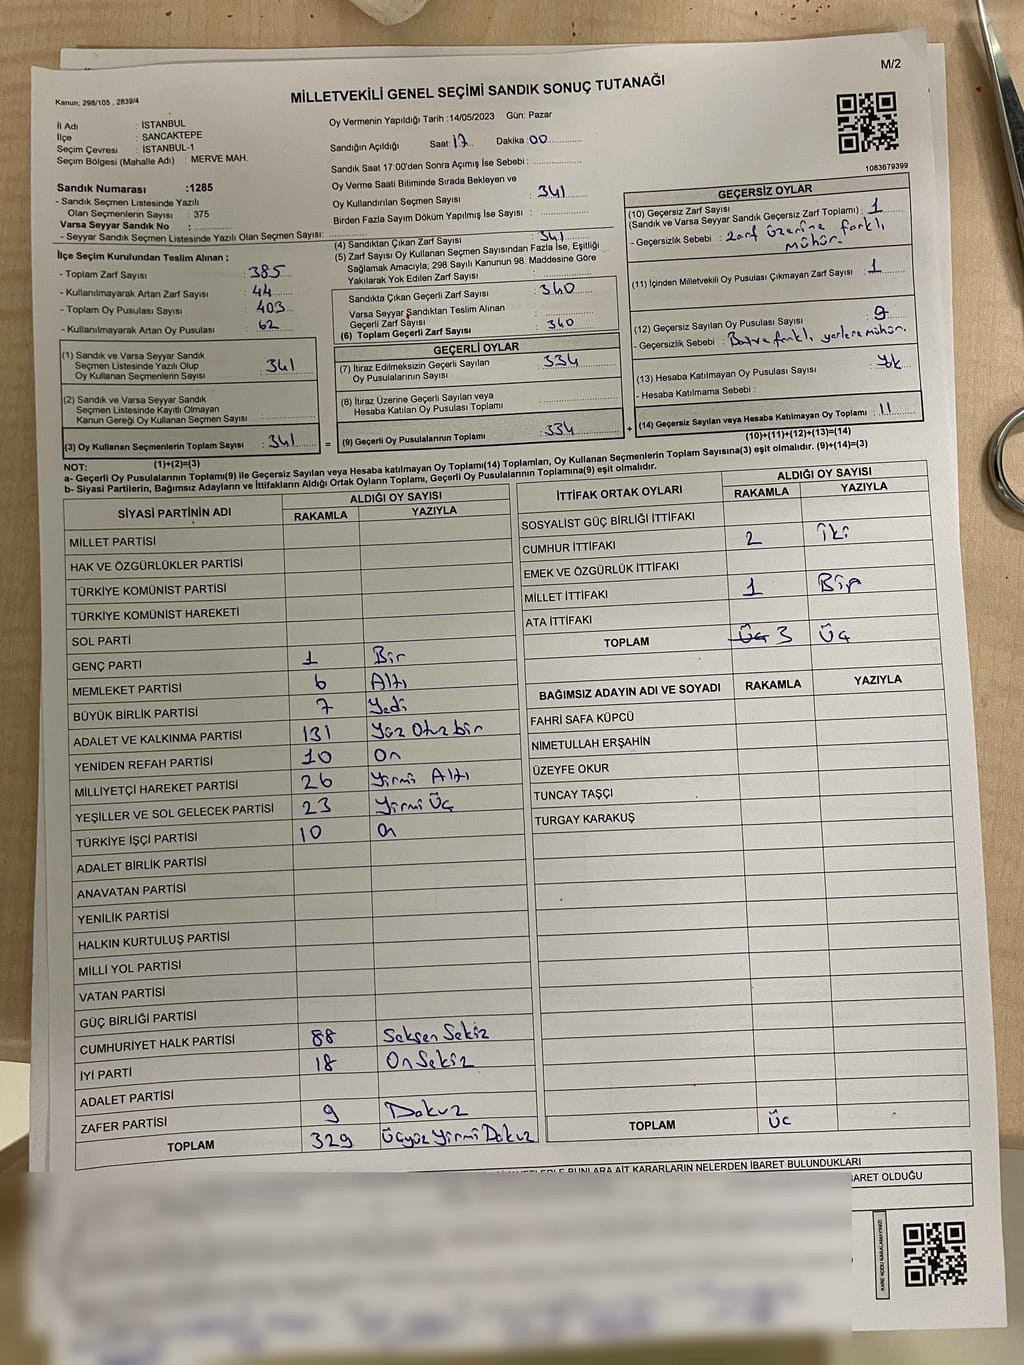 M/2
Kanun; 298/105 , 2839/4
MİLLETVEKİLİ GENEL SEÇİMİ SANDIK SONUÇ TUTANAĞI
İl Adı : İSTANBUL
İlçe : SANCAKTEPE
Seçim Çevresi : İSTANBUL-1
Seçim Bölgesi (Mahalle Adı) : MERVE MAH.
Sandık Numarası :1285
- Sandık Seçmen Listesinde Yazılı
Olan Seçmenlerin Sayısı : 375
Varsa Seyyar Sandık No :
- Seyyar Sandık Seçmen Listesinde Yazılı Olan Seçmen Sayısı:
İlçe Seçim Kurulundan Teslim Alınan ;
- Toplam Zarf Sayısı : 385
- Kullanılmayarak Artan Zarf Sayısı : 44
- Toplam Oy Pusulası Sayısı : 403
- Kullanılmayarak Artan Oy Pusulası : 62
(1) Sandık ve Varsa Seyyar Sandık
Seçmen Listesinde Yazılı Olup
Oy Kullanan Seçmenlerin Sayısı : 341
(2) Sandık ve Varsa Seyyar Sandık
Seçmen Listesinde Kayıtlı Olmayan
Kanun Gereği Oy Kullanan Seçmen Sayısı :
(3) Oy Kullanan Seçmenlerin Toplam Sayısı : 341 =
Oy Vermenin Yapıldığı Tarih :14/05/2023 Gün: Pazar
Sandığın Açıldığı Saat: 17 Dakika :00
Sandık Saat 17:00'den Sonra Açılmış İse Sebebi :
Oy Verme Saati Bitiminde Sırada Bekleyen ve
Oy Kullandırılan Seçmen Sayısı : 341
Birden Fazla Sayım Döküm Yapılmış İse Sayısı :
(4) Sandıktan Çıkan Zarf Sayısı : 341
(5) Zarf Sayısı Oy Kullanan Seçmen Sayısından Fazla İse, Eşitliği
Sağlamak Amacıyla; 298 Sayılı Kanunun 98. Maddesine Göre
Yakılarak Yok Edilen Zarf Sayısı :
Sandıkta Çıkan Geçerli Zarf Sayısı : 340
Varsa Seyyar Sandıktan Teslim Alınan
Geçerli Zarf Sayısı :
(6) Toplam Geçerli Zarf Sayısı : 340
GEÇERLİ OYLAR
(7) İtiraz Edilmeksizin Geçerli Sayılan
Oy Pusulalarının Sayısı : 334
(8) İtiraz Üzerine Geçerli Sayılan veya
Hesaba Katılan Oy Pusulası Toplamı :
(9) Geçerli Oy Pusulalarının Toplamı : 334 +
1083679399
GEÇERSİZ OYLAR
(10) Geçersiz Zarf Sayısı
(Sandık ve Varsa Seyyar Sandık Geçersiz Zarf Toplamı) : 1
- Geçersizlik Sebebi : zarf üzerine farklı
mühür.
(11) İçinden Milletvekili Oy Pusulası Çıkmayan Zarf Sayısı : 1
(12) Geçersiz Sayılan Oy Pusulası Sayısı : 9
- Geçersizlik Sebebi : farklı yerlere mühür.
(13) Hesaba Katılmayan Oy Pusulası Sayısı : Yok
- Hesaba Katılmama Sebebi :
(14) Geçersiz Sayılan veya Hesaba Katılmayan Oy Toplamı : 11
NOT: (1)+(2)=(3) (10)+(11)+(12)+(13)=(14)
a- Geçerli Oy Pusulalarının Toplamı(9) ile Geçersiz Sayılan veya Hesaba katılmayan Oy Toplamı(14) Toplamları, Oy Kullanan Seçmenlerin Toplam Sayısına(3) eşit olmalıdır. (9)+(14)=(3)
b- Siyasi Partilerin, Bağımsız Adayların ve İttifakların Aldığı Ortak Oyların Toplamı, Geçerli Oy Pusulalarının Toplamına(9) eşit olmalıdır.
SİYASİ PARTİNİN ADI ALDIĞI OY SAYISI
RAKAMLA YAZIYLA
MİLLET PARTİSİ
HAK VE ÖZGÜRLÜKLER PARTİSİ
TÜRKİYE KOMÜNİST PARTİSİ
TÜRKİYE KOMÜNİST HAREKETİ
SOL PARTİ
GENÇ PARTİ 1 Bir
MEMLEKET PARTİSİ 6 Altı
BÜYÜK BİRLİK PARTİSİ 7 Yedi
ADALET VE KALKINMA PARTİSİ 131 Yüz Otuz bir
YENİDEN REFAH PARTİSİ 10 On
MİLLİYETÇİ HAREKET PARTİSİ 26 Yirmi Altı
YEŞİLLER VE SOL GELECEK PARTİSİ 23 Yirmi Üç
TÜRKİYE İŞÇİ PARTİSİ 10 On
ADALET BİRLİK PARTİSİ
ANAVATAN PARTİSİ
YENİLİK PARTİSİ
HALKIN KURTULUŞ PARTİSİ
MİLLİ YOL PARTİSİ
VATAN PARTİSİ
GÜÇ BİRLİĞİ PARTİSİ
CUMHURİYET HALK PARTİSİ 88 Seksen Sekiz
İYİ PARTİ 18 On Sekiz
ADALET PARTİSİ
ZAFER PARTİSİ 9 Dokuz
TOPLAM 329 Üçyüz Yirmi Dokuz
İTTİFAK ORTAK OYLARI ALDIĞI OY SAYISI
RAKAMLA YAZIYLA
SOSYALİST GÜÇ BİRLİĞİ İTTİFAKI
CUMHUR İTTİFAKI 2 İki
EMEK VE ÖZGÜRLÜK İTTİFAKI
MİLLET İTTİFAKI 1 Bir
ATA İTTİFAKI
TOPLAM Üç 3 Üç
BAĞIMSIZ ADAYIN ADI VE SOYADI RAKAMLA YAZIYLA
FAHRİ SAFA KÜPCÜ
NİMETULLAH ERŞAHİN
ÜZEYFE OKUR
TUNCAY TAŞÇI
TURGAY KARAKUŞ
TOPLAM Üç
BUNLARA AİT KARARLARIN NELERDEN İBARET BULUNDUKLARI
OLDUĞU
KARE KODU KARALAMAYINIZ!